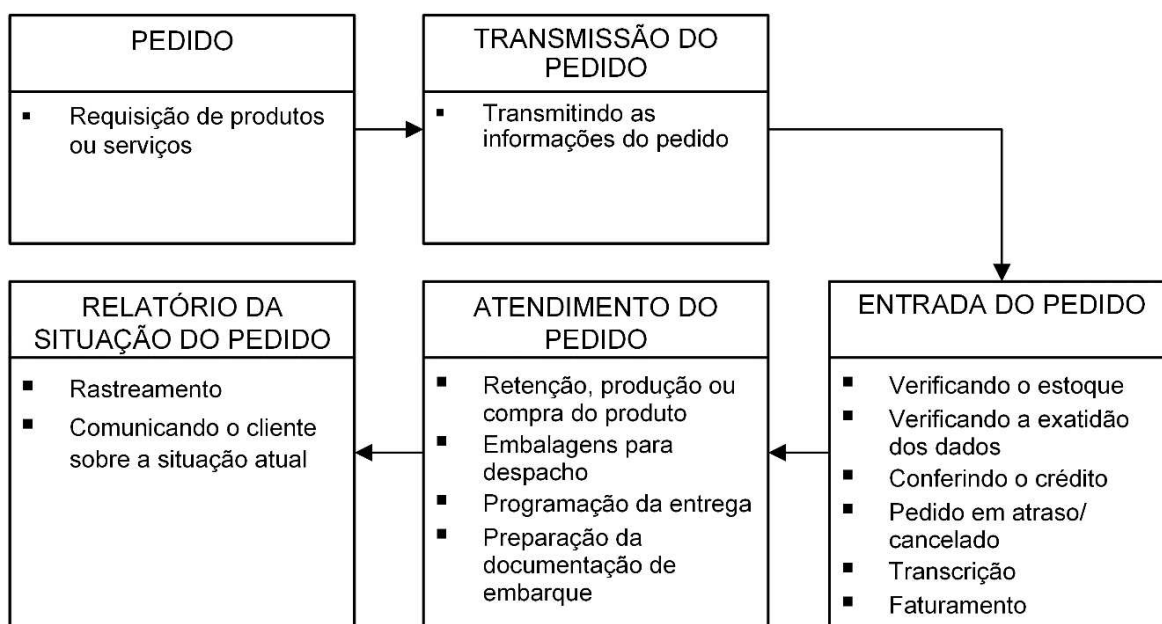 PEDIDO
▪ Requisição de produtos
ou serviços
TRANSMISSÃO DO
PEDIDO
▪ Transmitindo as
informações do pedido
RELATÓRIO DA
SITUAÇÃO DO PEDIDO
▪ Rastreamento
▪ Comunicando o cliente
sobre a situação atual
ATENDIMENTO DO
PEDIDO
▪ Retenção, produção ou
compra do produto
▪ Embalagens para
despacho
▪ Programação da entrega
▪ Preparação da
documentação de
embarque
ENTRADA DO PEDIDO
▪ Verificando o estoque
▪ Verificando a exatidão
dos dados
▪ Conferindo o crédito
▪ Pedido em atraso/
cancelado
▪ Transcrição
▪ Faturamento